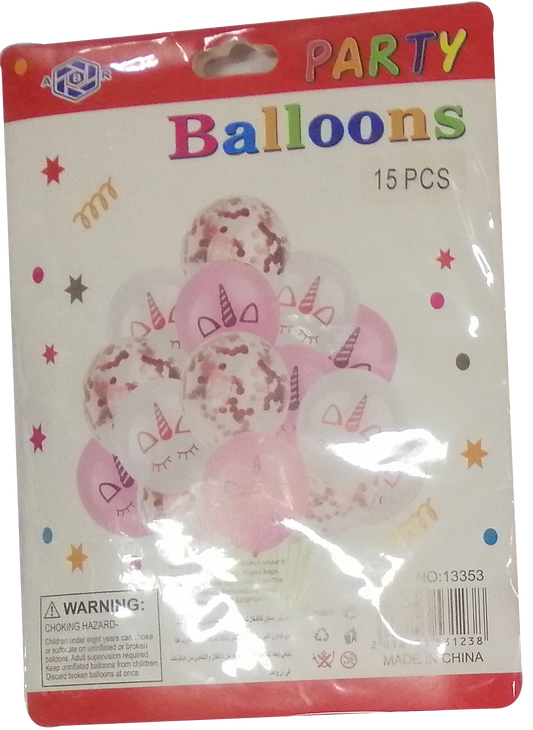 PARTY
Balloons
15 PCS
NO:13353
WARNING:
CHOKING HAZARD-
Children under eight years can choke
or suffocate on uninflated or broken
balloons. Adult supervision required.
Keep uninflated balloons from children.
Discard broken balloons at once.
MADE IN CHINA